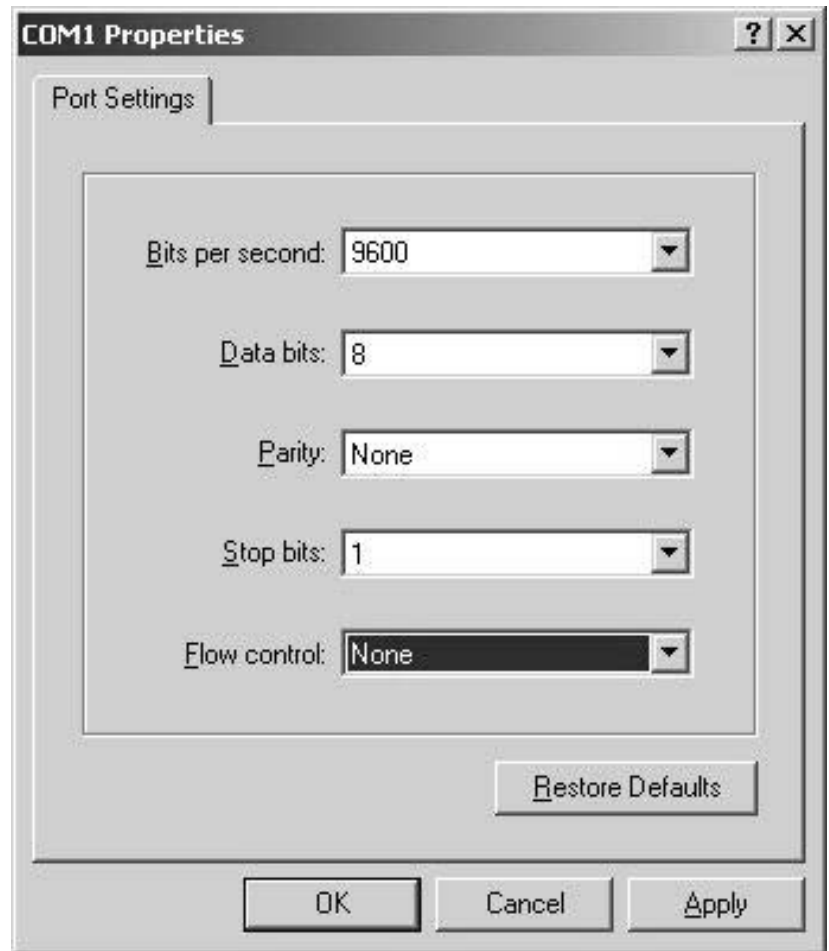 COM1 Properties
Port Settings
Bits per second: 9600
Data bits: 8
Parity: None
Stop bits: 1
Flow control: None
Restore Defaults
OK Cancel Apply